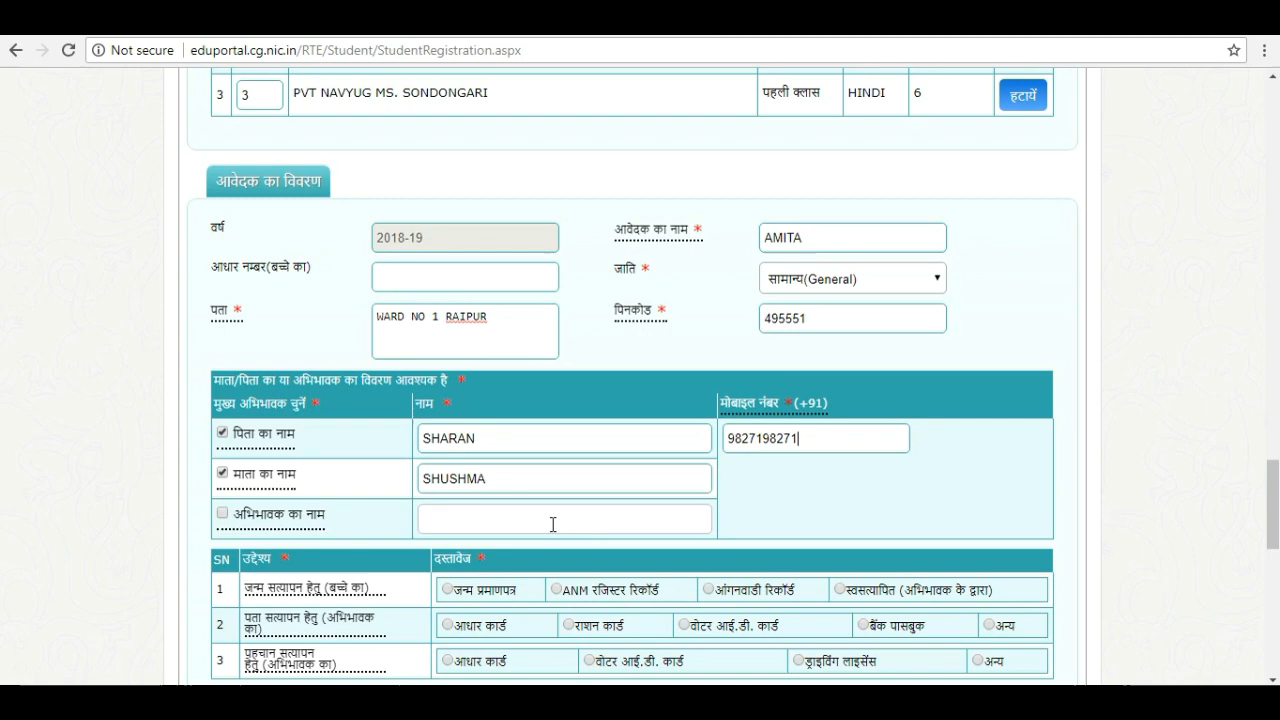 Not secure eduportal.cg.nic.in/RTE/Student/StudentRegistration.aspx
3 3 PVT NAVYUG MS. SONDONGARI पहली क्लास HINDI 6 हटायें
आवेदक का विवरण
वर्ष 2018-19 आवेदक का नाम * AMITA
आधार नम्बर(बच्चे का) जाति * सामान्य(General)
पता * WARD NO 1 RAIPUR पिनकोड * 495551
माता/पिता का या अभिभावक का विवरण आवश्यक है *
मुख्य अभिभावक चुनें * नाम * मोबाइल नंबर *(+91)
पिता का नाम SHARAN 9827198271
माता का नाम SHUSHMA
अभिभावक का नाम
SN उद्देश्य * दस्तावेज *
1 जन्म सत्यापन हेतु (बच्चे का) जन्म प्रमाणपत्र ANM रजिस्टर रिकॉर्ड आंगनवाडी रिकॉर्ड स्वसत्यापित (अभिभावक के द्वारा)
2 पता सत्यापन हेतु (अभिभावक का) आधार कार्ड राशन कार्ड वोटर आई.डी. कार्ड बैंक पासबुक अन्य
3 पहचान सत्यापन हेतु (अभिभावक का) आधार कार्ड वोटर आई.डी. कार्ड ड्राइविंग लाइसेंस अन्य